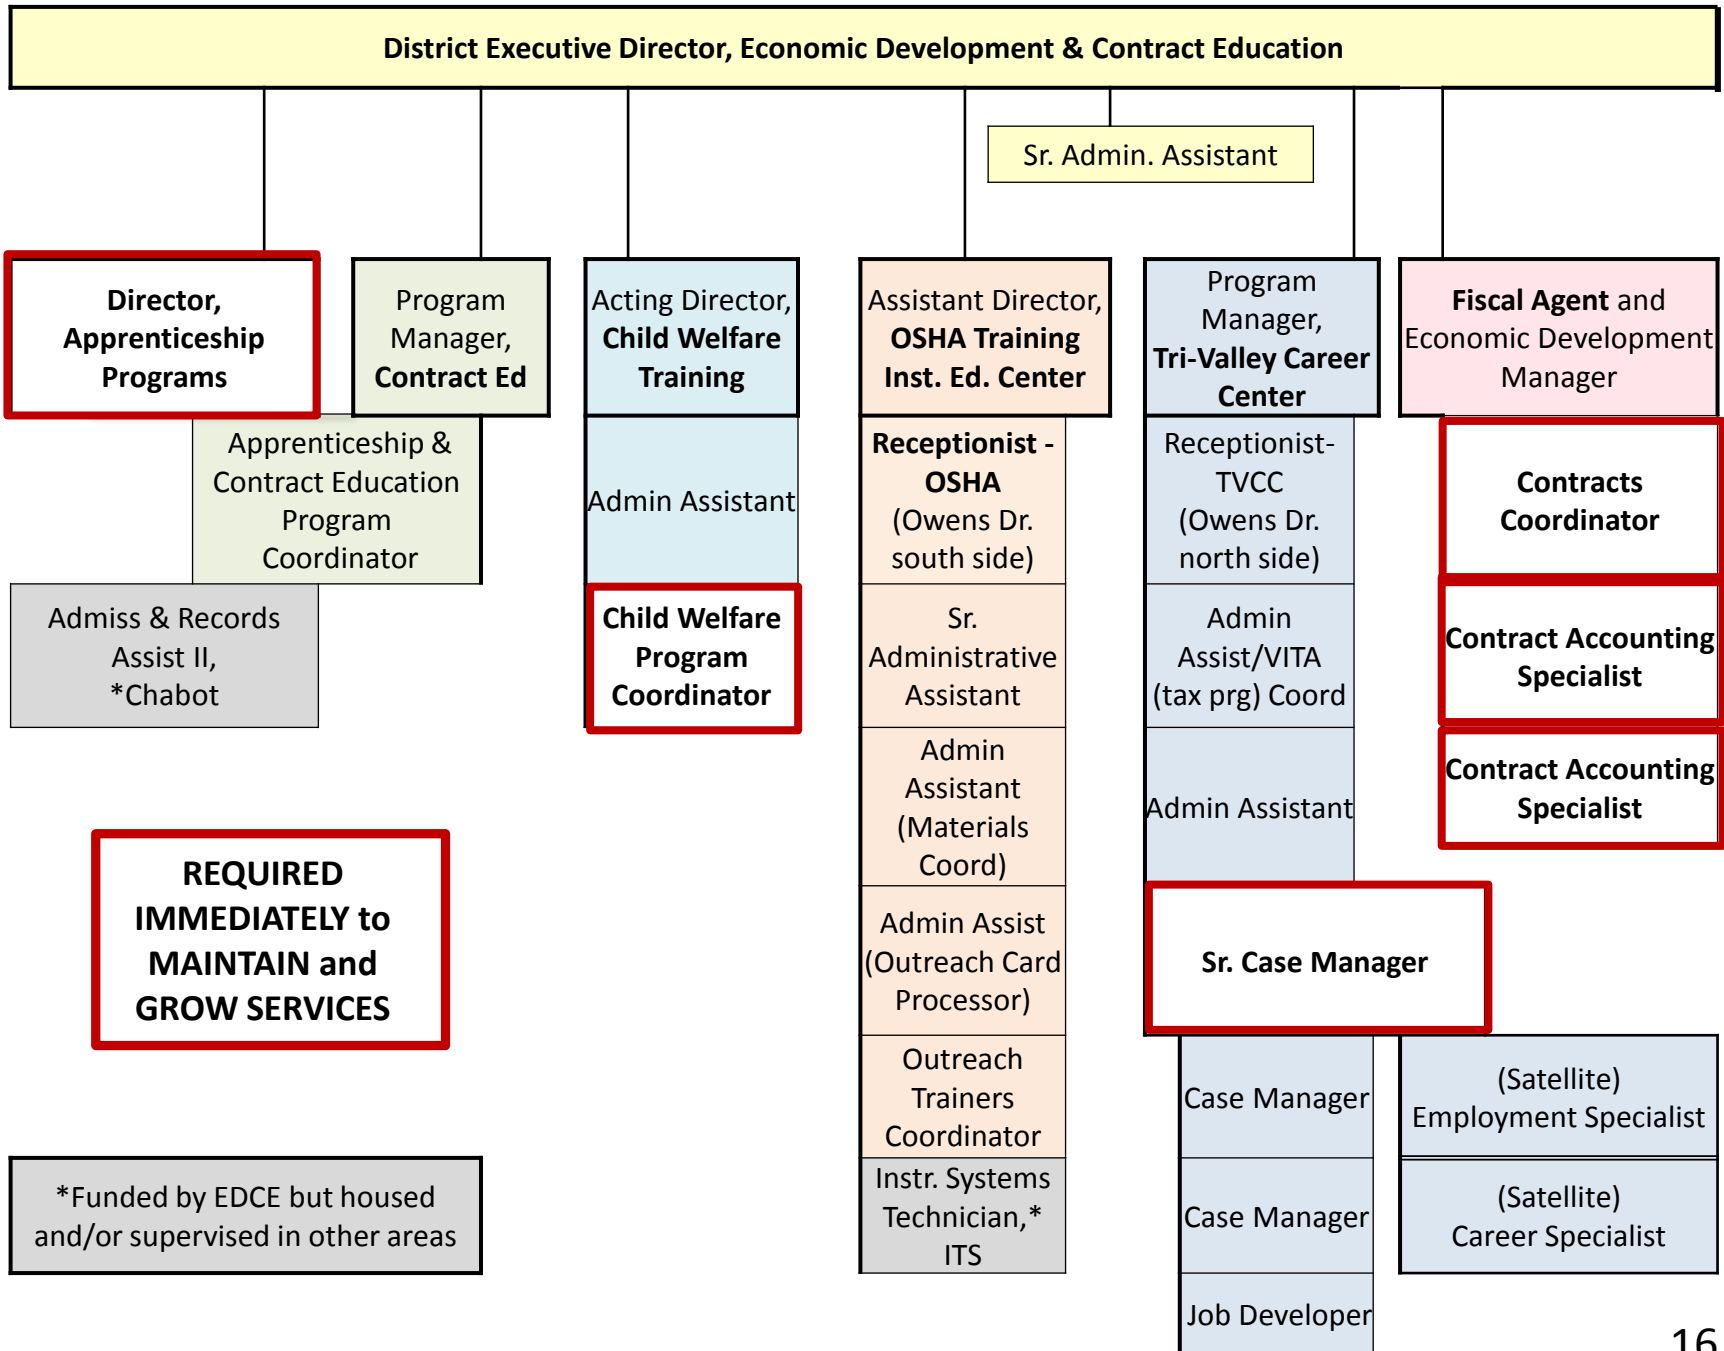 District Executive Director, Economic Development & Contract Education
Sr. Admin. Assistant
Director,
Apprenticeship
Programs
Program
Manager,
Contract Ed
Acting Director,
Child Welfare
Training
Assistant Director,
OSHA Training
Inst. Ed. Center
Program
Manager,
Tri-Valley Career
Center
Fiscal Agent and
Economic Development
Manager
Apprenticeship &
Contract Education
Program
Coordinator
Admin Assistant
Receptionist -
OSHA
(Owens Dr.
south side)
Receptionist-
TVCC
(Owens Dr.
north side)
Contracts
Coordinator
Admiss & Records
Assist II,
*Chabot
Child Welfare
Program
Coordinator
Sr.
Administrative
Assistant
Admin
Assist/VITA
(tax prg) Coord
Contract Accounting
Specialist
Admin
Assistant
(Materials
Coord)
Admin Assistant
Contract Accounting
Specialist
REQUIRED
IMMEDIATELY to
MAINTAIN and
GROW SERVICES
Admin Assist
(Outreach Card
Processor)
Sr. Case Manager
Outreach
Trainers
Coordinator
Case Manager
(Satellite)
Employment Specialist
*Funded by EDCE but housed
and/or supervised in other areas
Instr. Systems
Technician,*
ITS
Case Manager
(Satellite)
Career Specialist
Job Developer
16